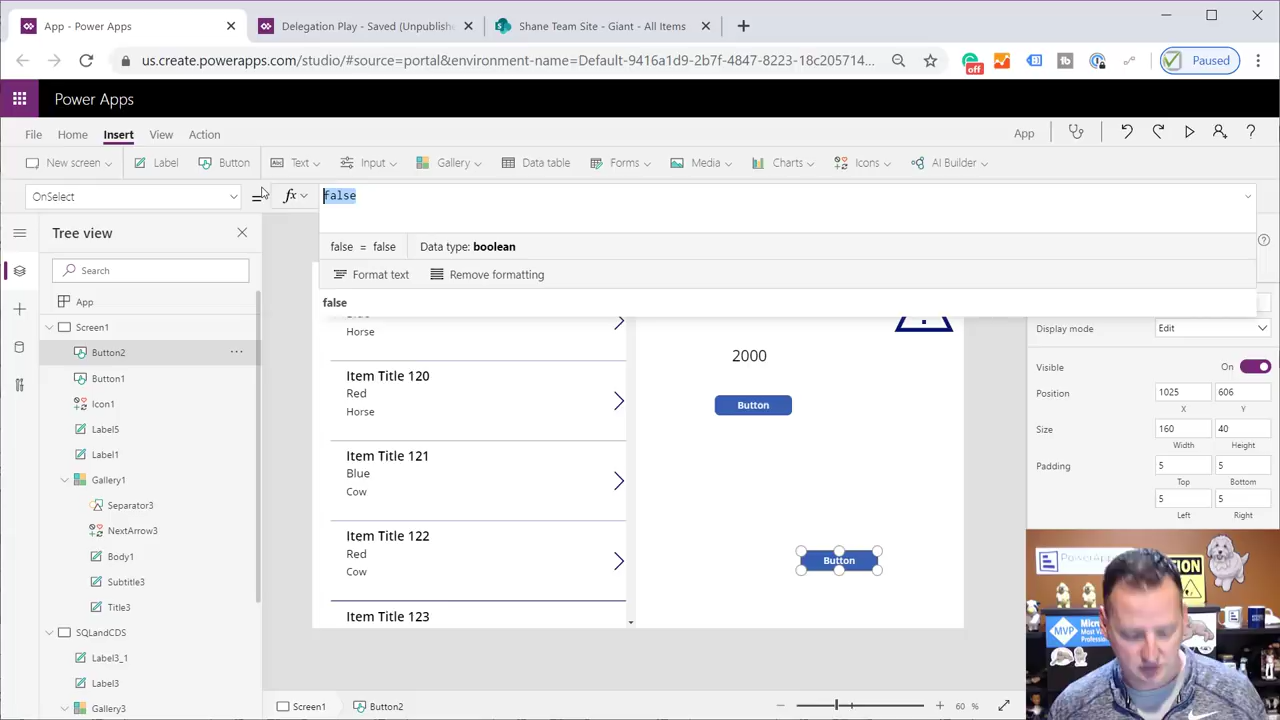 App - Power Apps
Delegation Play - Saved (Unpublishe
Shane Team Site - Giant - All Items
us.create.powerapps.com/studio/#source=portal&environment-name=Default-9416a1d9-2b7f-4847-8223-18c205714...
off
Paused
Power Apps
File Home Insert View Action
App
New screen Label Button Text Input Gallery Data table Forms Media Charts Icons AI Builder
OnSelect
= fx false
false = false Data type: boolean
Format text Remove formatting
false
Tree view
Search
App
Screen1
Button2
Button1
Icon1
Label5
Label1
Gallery1
Separator3
NextArrow3
Body1
Subtitle3
Title3
SQLandCDS
Label3_1
Label3
Gallery3
Horse
Item Title 120
Red
Horse
Item Title 121
Blue
Cow
Item Title 122
Red
Cow
Item Title 123
2000
Button
Button
Display mode Edit
Visible On
Position 1025 606
X Y
Size 160 40
Width Height
Padding 5 5
Top Bottom
5 5
Left Right
PowerApp
MVP
Screen1 Button2
60 %